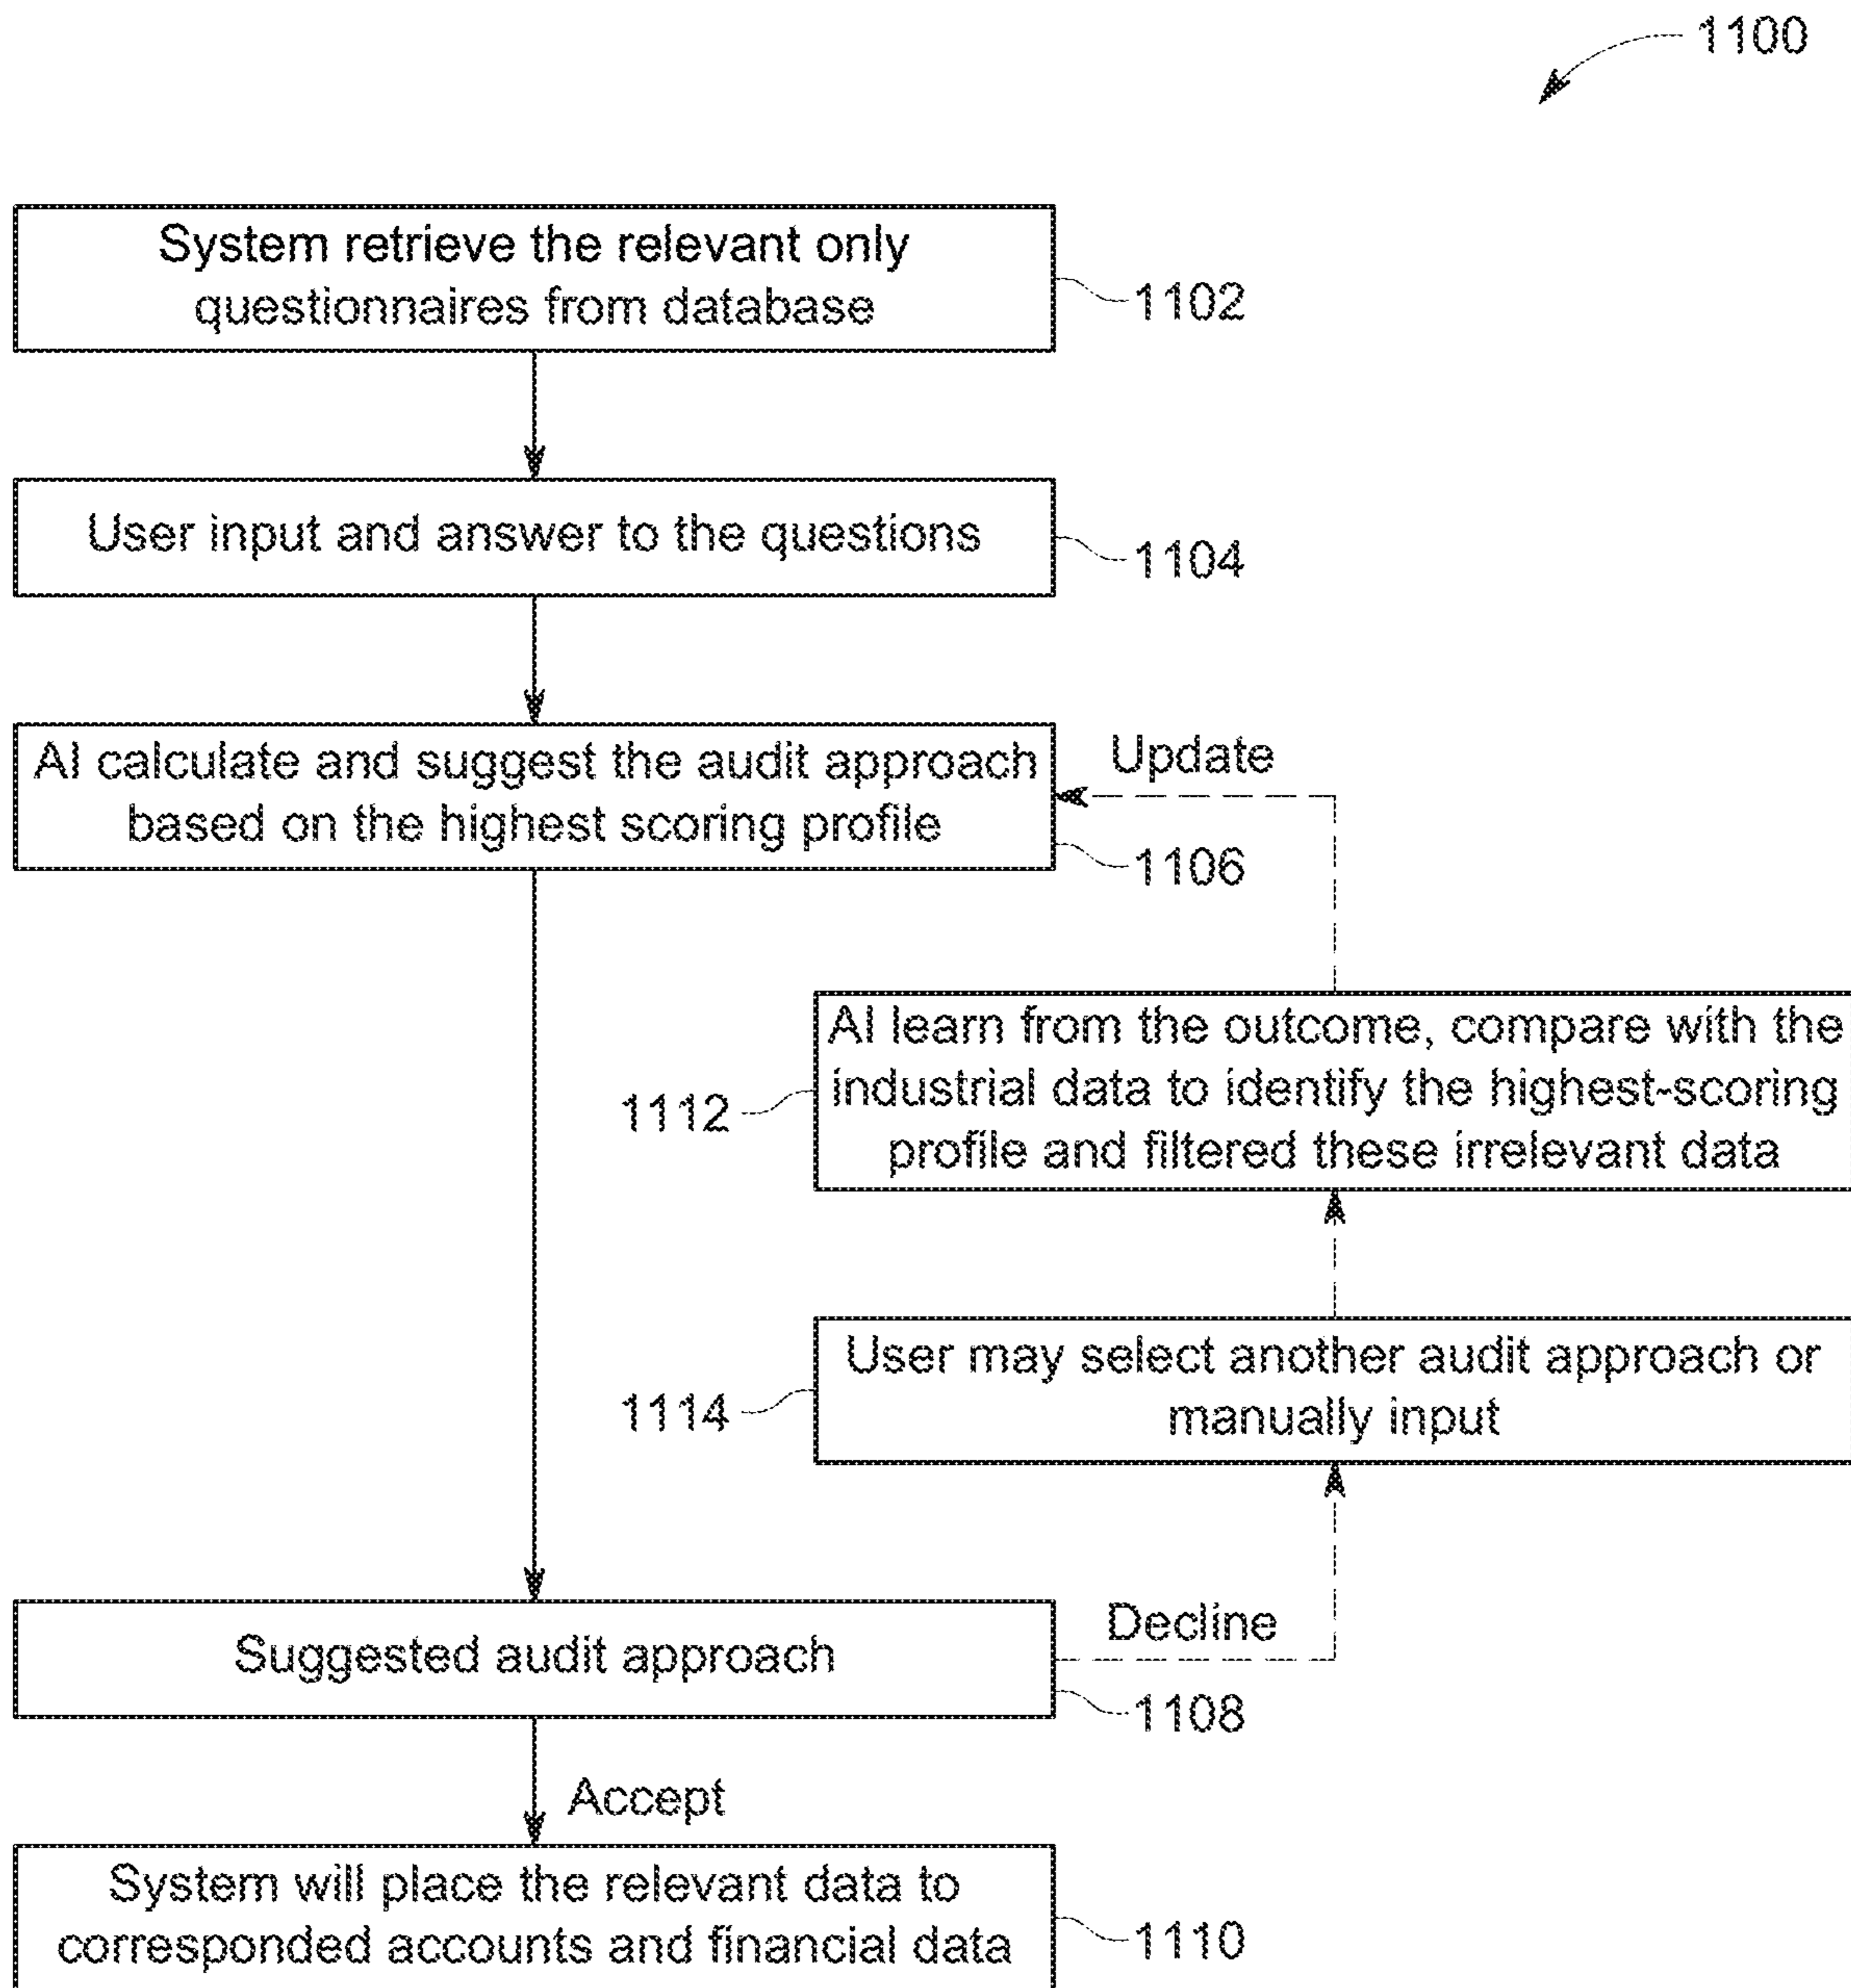 1100
System retrieve the relevant only
questionnaires from database
1102
User input and answer to the questions
1104
AI calculate and suggest the audit approach
based on the highest scoring profile
1106
Update
AI learn from the outcome, compare with the
industrial data to identify the highest-scoring
profile and filtered these irrelevant data
1112
User may select another audit approach or
manually input
1114
Suggested audit approach
1108
Decline
Accept
System will place the relevant data to
corresponded accounts and financial data
1110